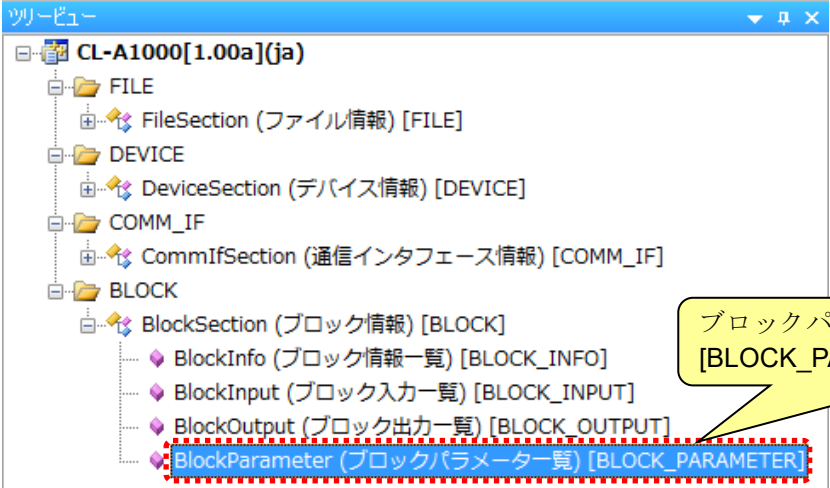 ツリービュー
CL-A1000[1.00a](ja)
FILE
FileSection (ファイル情報) [FILE]
DEVICE
DeviceSection (デバイス情報) [DEVICE]
COMM_IF
CommIfSection (通信インタフェース情報) [COMM_IF]
BLOCK
BlockSection (ブロック情報) [BLOCK]
BlockInfo (ブロック情報一覧) [BLOCK_INFO]
BlockInput (ブロック入力一覧) [BLOCK_INPUT]
BlockOutput (ブロック出力一覧) [BLOCK_OUTPUT]
BlockParameter (ブロックパラメータ一覧) [BLOCK_PARAMETER]
ブロックパ
[BLOCK_PA